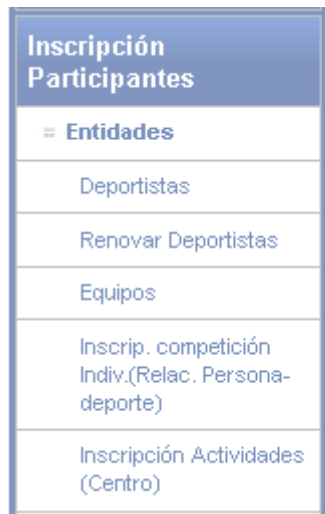 Inscripción
Participantes
= Entidades
Deportistas
Renovar Deportistas
Equipos
Inscrip. competición
Indiv.(Relac. Persona-
deporte)
Inscripción Actividades
(Centro)